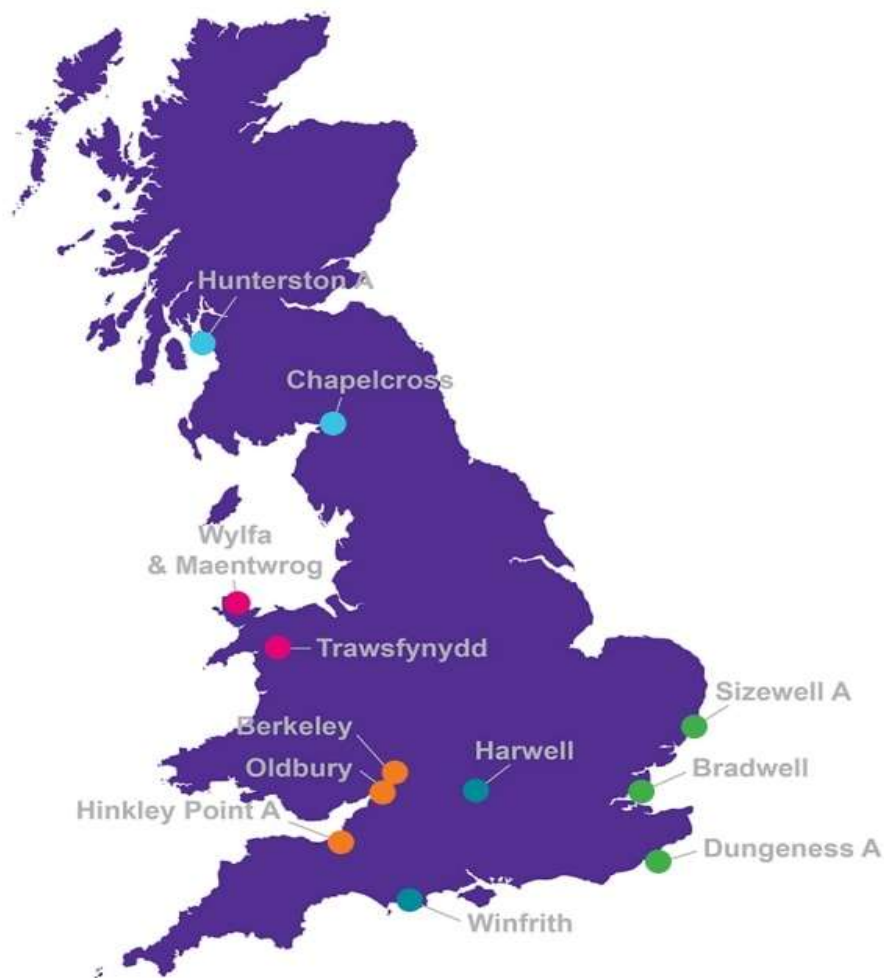 Hunterston A
Chapelcross
Wylfa
& Maentwrog
Trawsfynydd
Sizewell A
Berkeley
Harwell
Oldbury
Bradwell
Hinkley Point A
Dungeness A
Winfrith